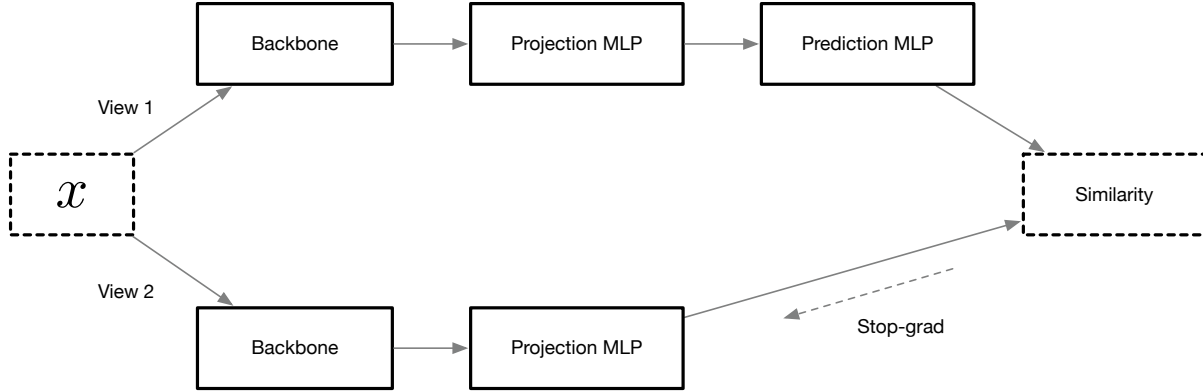 Backbone
Projection MLP
Prediction MLP
View 1
x
Similarity
View 2
Stop-grad
Backbone
Projection MLP